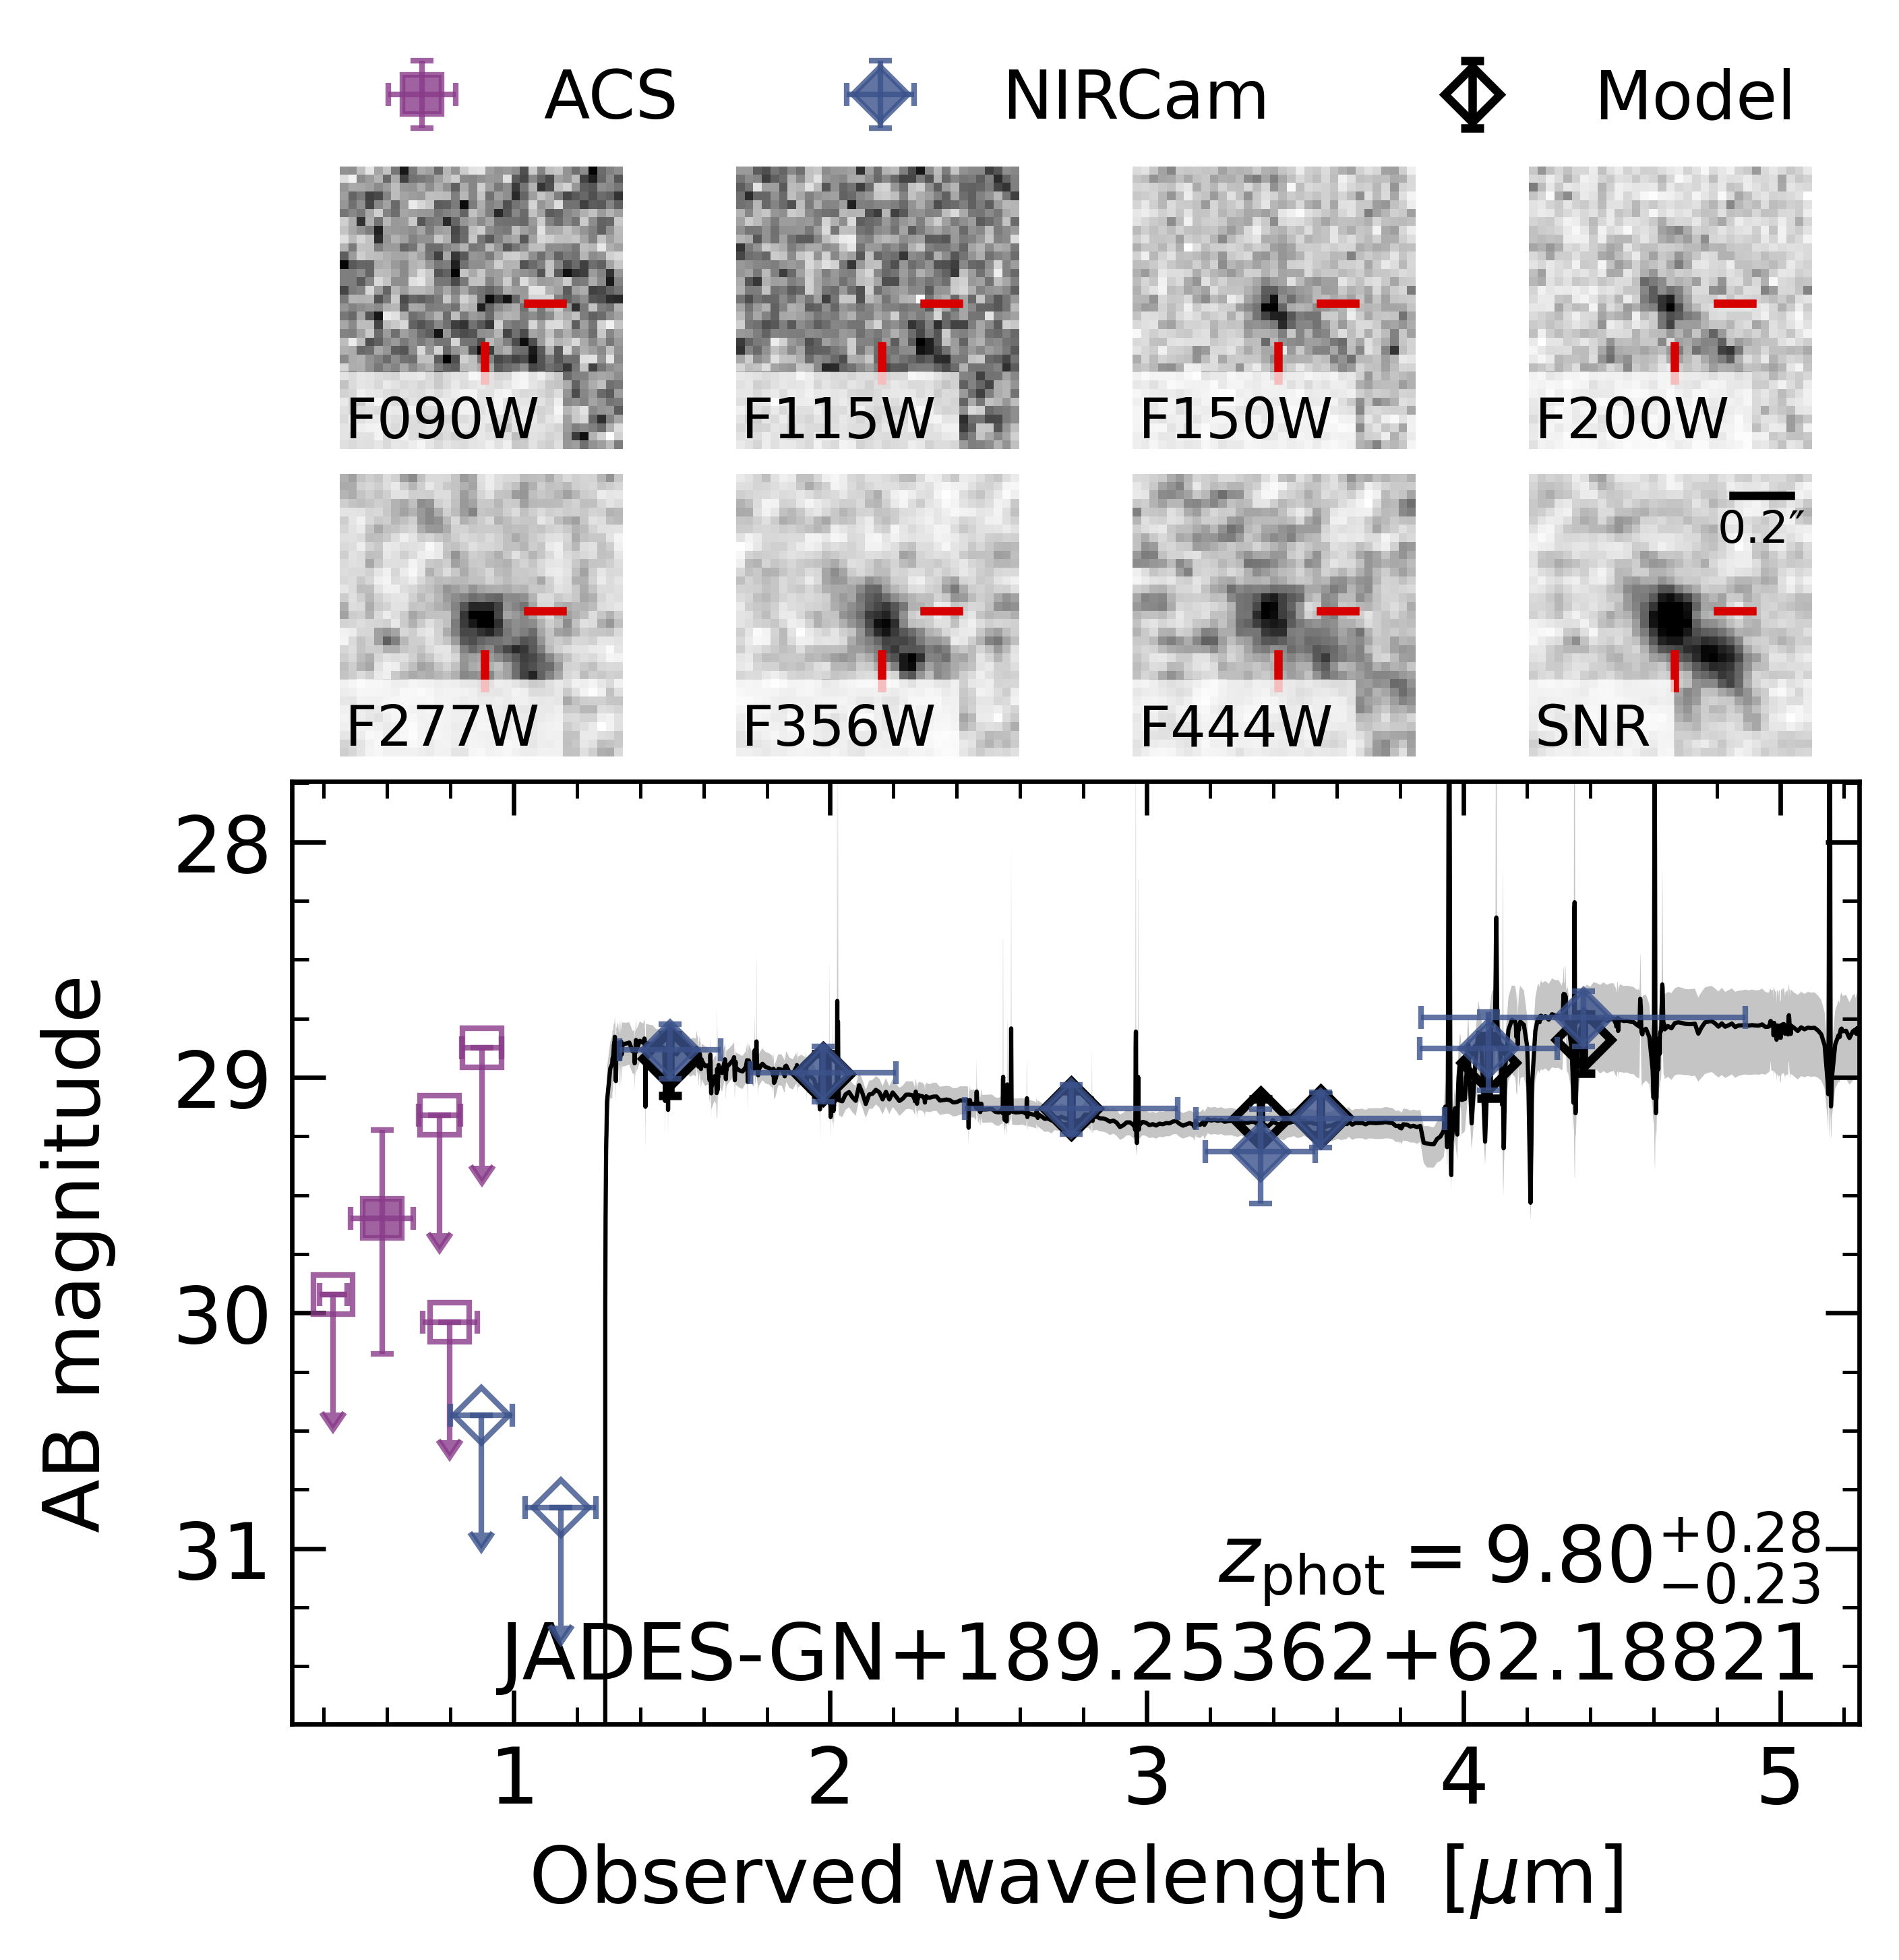 ACS NIRCam Model
F090W F115W F150W F200W
0.2″
F277W F356W F444W SNR
28
29
30
31
AB magnitude
z_phot = 9.80 +0.28 −0.23
JADES-GN+189.25362+62.18821
1 2 3 4 5
Observed wavelength [μm]